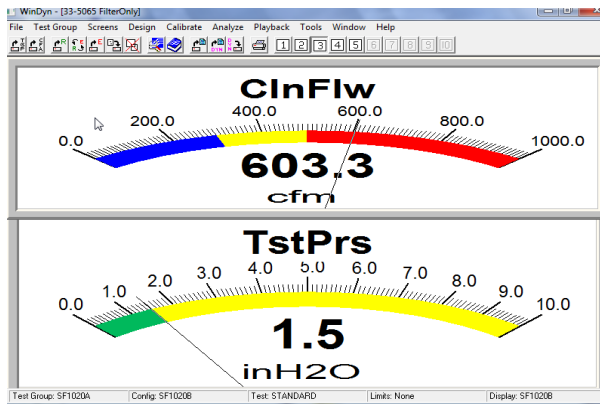 WinDyn - [33-5065 FilterOnly]
File Test Group Screens Design Calibrate Analyze Playback Tools Window Help
1 2 3 4 5 6 7 8 9 10
ClnFlw
0.0 200.0 400.0 600.0 800.0 1000.0
603.3
cfm
TstPrs
0.0 1.0 2.0 3.0 4.0 5.0 6.0 7.0 8.0 9.0 10.0
1.5
inH2O
Test Group: SF1020A Config: SF1020B Test: STANDARD Limits: None Display: SF1020B